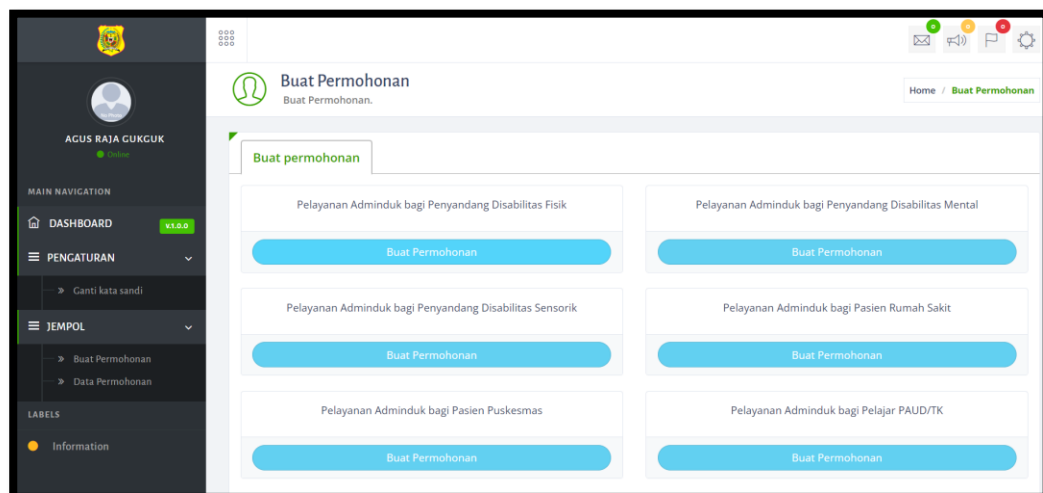 0
0
Buat Permohonan
Buat Permohonan.
Home / Buat Permohonan
No Photo
AGUS RAJA GUKGUK
Online
MAIN NAVIGATION
DASHBOARD
V.1.0.0
PENGATURAN
Ganti kata sandi
JEMPOL
Buat Permohonan
Data Permohonan
LABELS
Information
Buat permohonan
Pelayanan Adminduk bagi Penyandang Disabilitas Fisik
Buat Permohonan
Pelayanan Adminduk bagi Penyandang Disabilitas Mental
Buat Permohonan
Pelayanan Adminduk bagi Penyandang Disabilitas Sensorik
Buat Permohonan
Pelayanan Adminduk bagi Pasien Rumah Sakit
Buat Permohonan
Pelayanan Adminduk bagi Pasien Puskesmas
Buat Permohonan
Pelayanan Adminduk bagi Pelajar PAUD/TK
Buat Permohonan